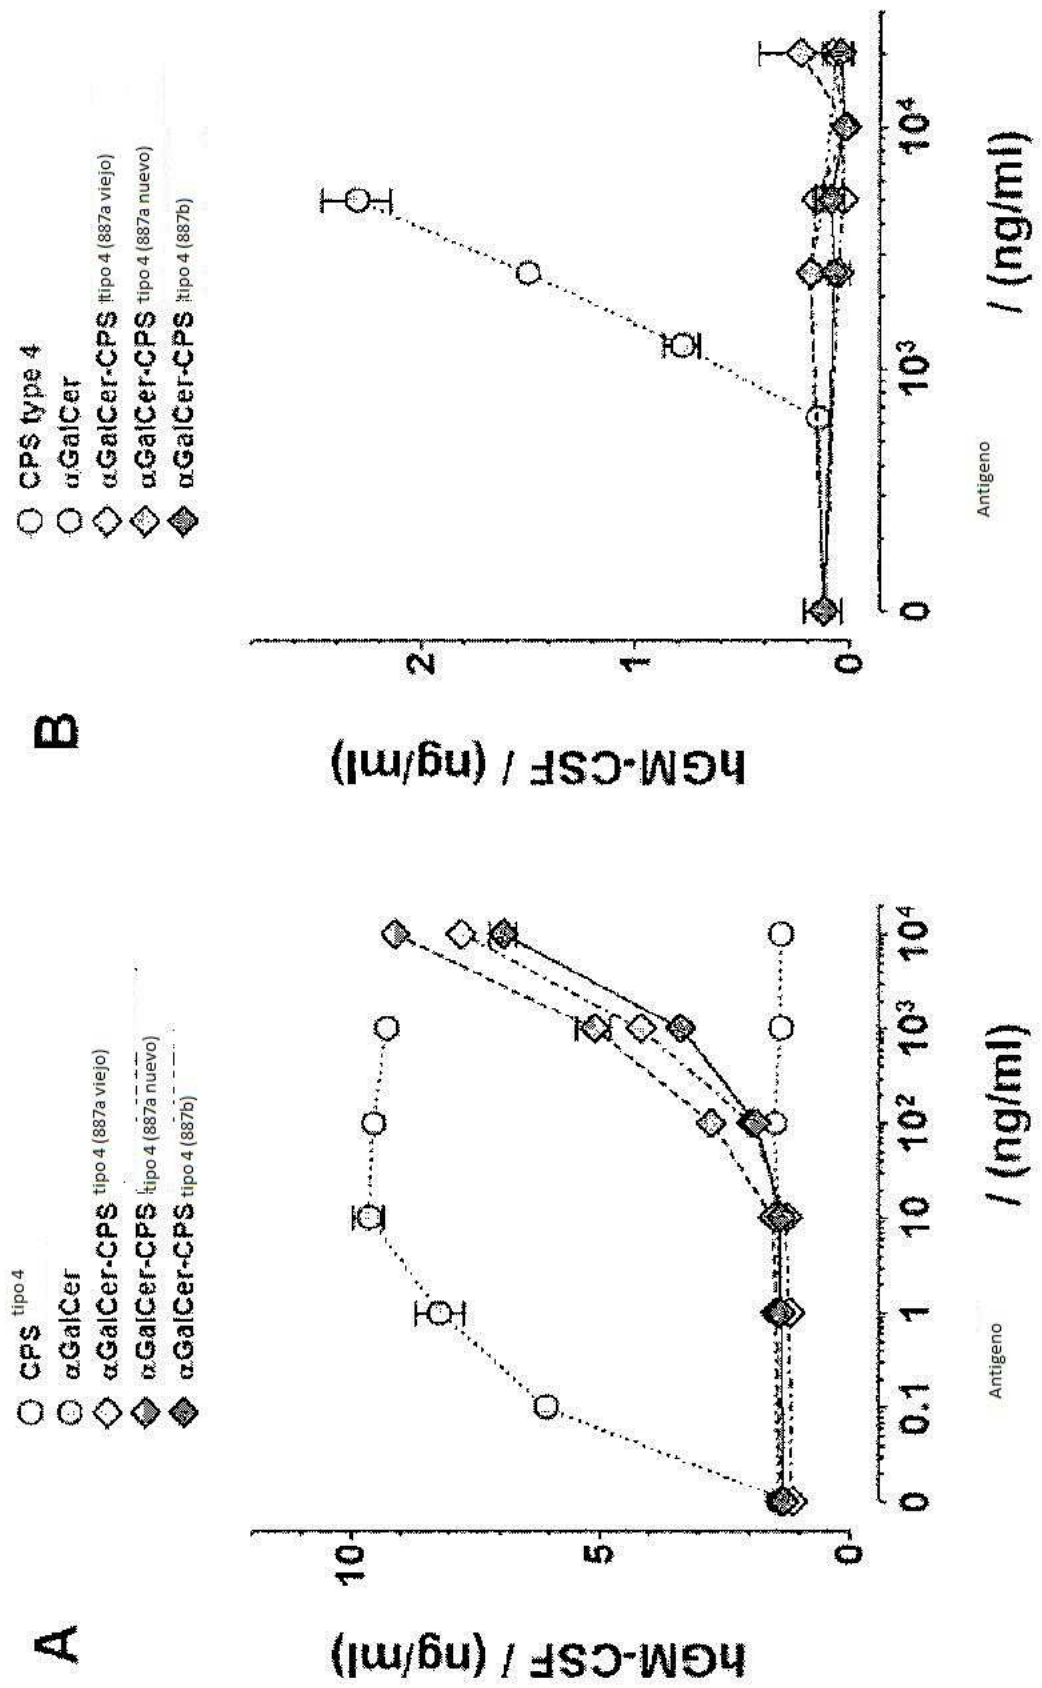 A
CPS tipo 4
αGalCer
αGalCer-CPS tipo 4 (887a viejo)
αGalCer-CPS tipo 4 (887a nuevo)
αGalCer-CPS tipo 4 (887b)
hGM-CSF / (ng/ml)
10
5
0
0 0.1 1 10 10² 10³ 10⁴
Antigeno / (ng/ml)
B
CPS type 4
αGalCer
αGalCer-CPS tipo 4 (887a viejo)
αGalCer-CPS tipo 4 (887a nuevo)
αGalCer-CPS tipo 4 (887b)
hGM-CSF / (ng/ml)
2
1
0
0 10³ 10⁴
Antigeno / (ng/ml)